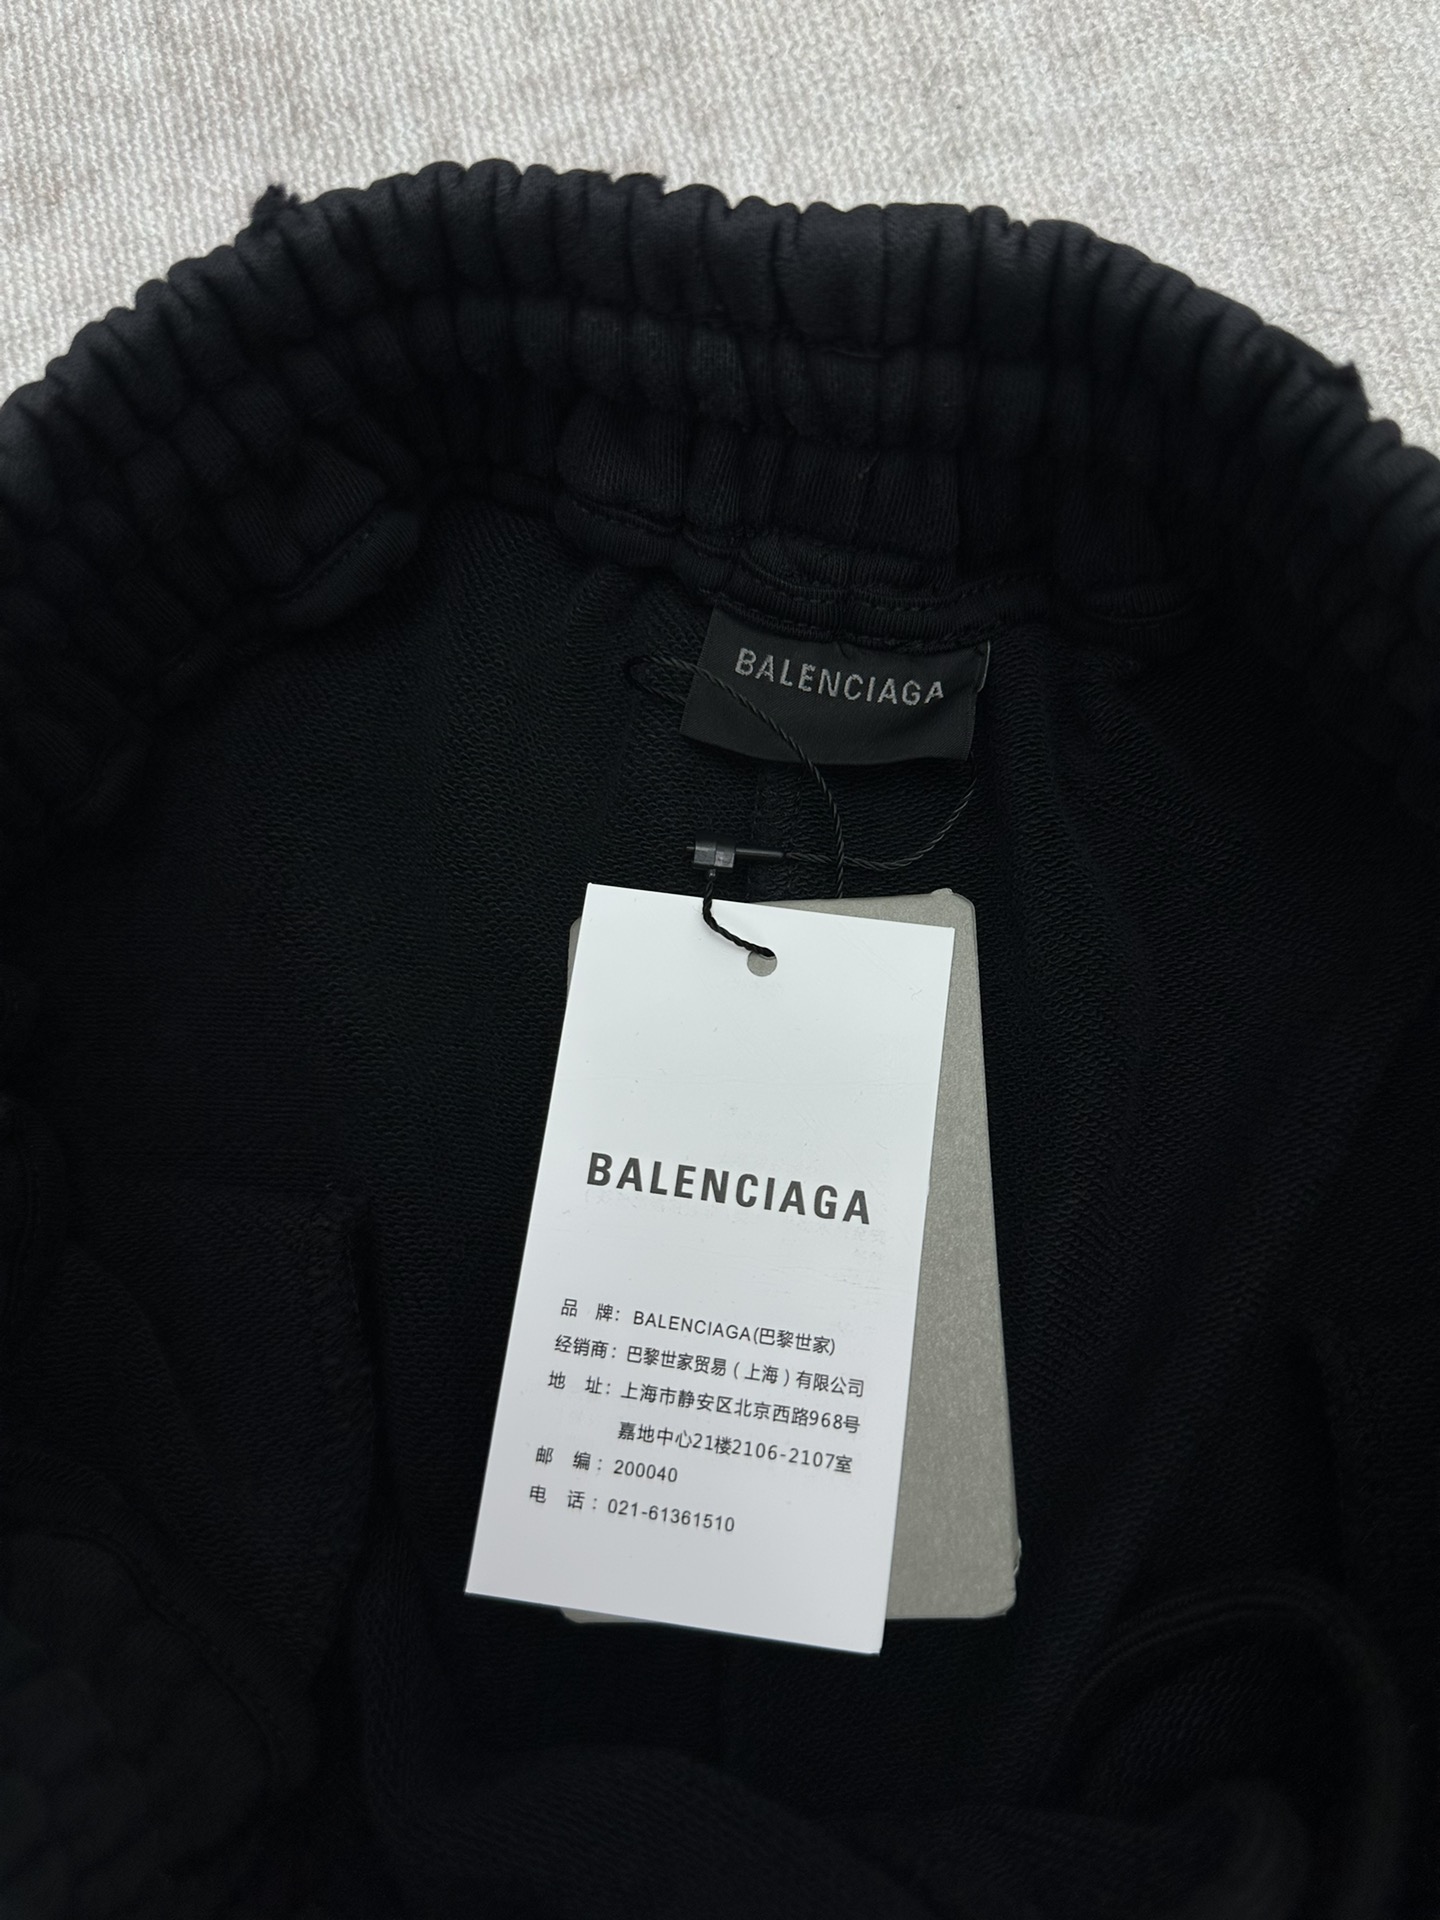 BALENCIAGA
BALENCIAGA
品 牌：BALENCIAGA(巴黎世家)
经销商：巴黎世家贸易（上海）有限公司
地 址：上海市静安区北京西路968号
嘉地中心21楼2106-2107室
邮 编：200040
电 话：021-61361510